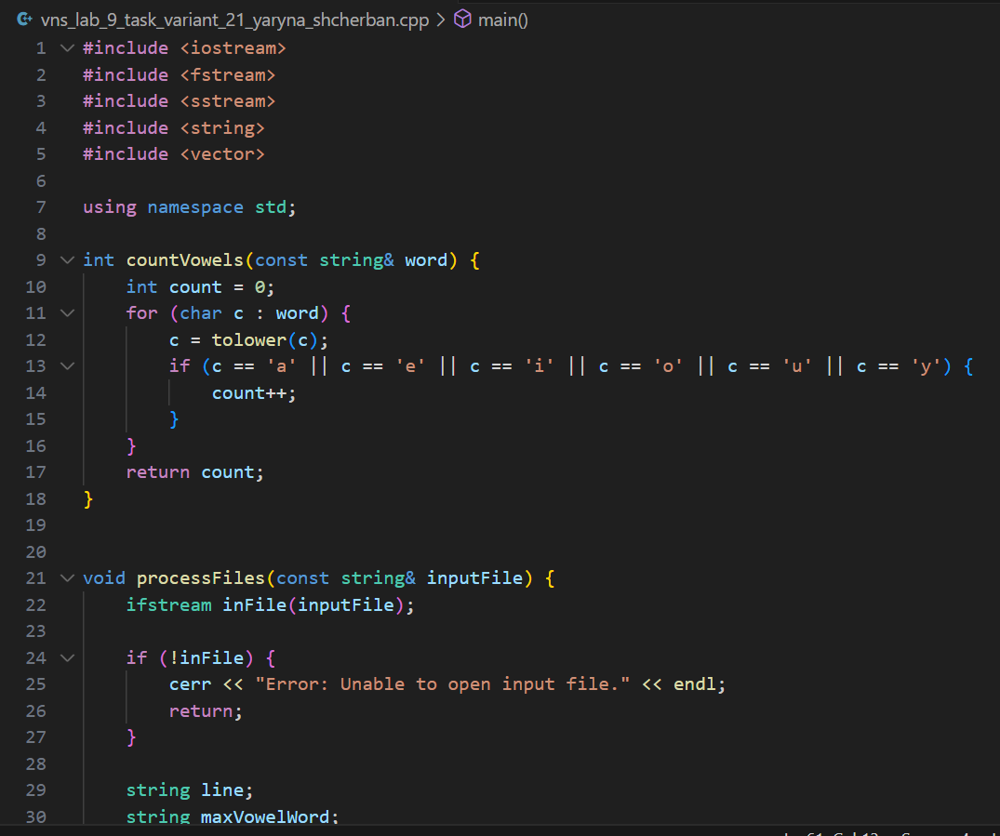 vns_lab_9_task_variant_21_yaryna_shcherban.cpp > main()
1 #include <iostream>
2 #include <fstream>
3 #include <sstream>
4 #include <string>
5 #include <vector>
6
7 using namespace std;
8
9 int countVowels(const string& word) {
10     int count = 0;
11     for (char c : word) {
12         c = tolower(c);
13         if (c == 'a' || c == 'e' || c == 'i' || c == 'o' || c == 'u' || c == 'y') {
14             count++;
15         }
16     }
17     return count;
18 }
19
20
21 void processFiles(const string& inputFile) {
22     ifstream inFile(inputFile);
23
24     if (!inFile) {
25         cerr << "Error: Unable to open input file." << endl;
26         return;
27     }
28
29     string line;
30     string maxVowelWord;